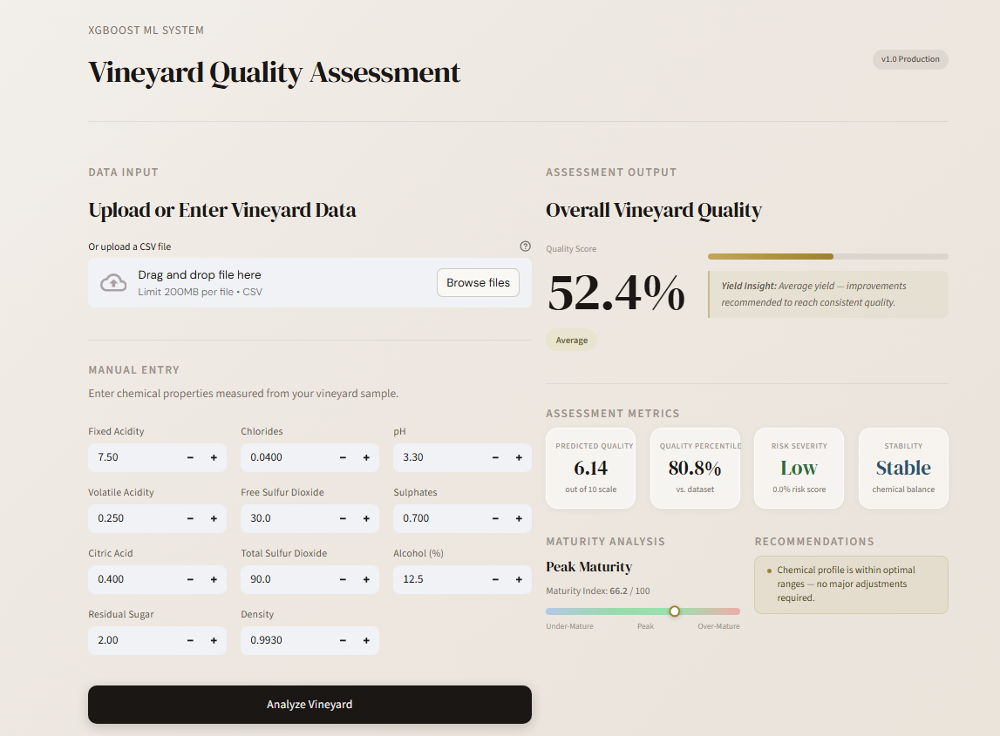 XGBOOST ML SYSTEM
Vineyard Quality Assessment
v1.0 Production
DATA INPUT
Upload or Enter Vineyard Data
Or upload a CSV file
Drag and drop file here
Limit 200MB per file • CSV
Browse files
MANUAL ENTRY
Enter chemical properties measured from your vineyard sample.
Fixed Acidity
7.50
Chlorides
0.0400
pH
3.30
Volatile Acidity
0.250
Free Sulfur Dioxide
30.0
Sulphates
0.700
Citric Acid
0.400
Total Sulfur Dioxide
90.0
Alcohol (%)
12.5
Residual Sugar
2.00
Density
0.9930
Analyze Vineyard
ASSESSMENT OUTPUT
Overall Vineyard Quality
Quality Score
52.4%
Average
Yield Insight: Average yield — improvements
recommended to reach consistent quality.
ASSESSMENT METRICS
PREDICTED QUALITY
6.14
out of 10 scale
QUALITY PERCENTILE
80.8%
vs. dataset
RISK SEVERITY
Low
0.0% risk score
STABILITY
Stable
chemical balance
MATURITY ANALYSIS
Peak Maturity
Maturity Index: 66.2 / 100
Under-Mature
Peak
Over-Mature
RECOMMENDATIONS
Chemical profile is within optimal
ranges — no major adjustments
required.